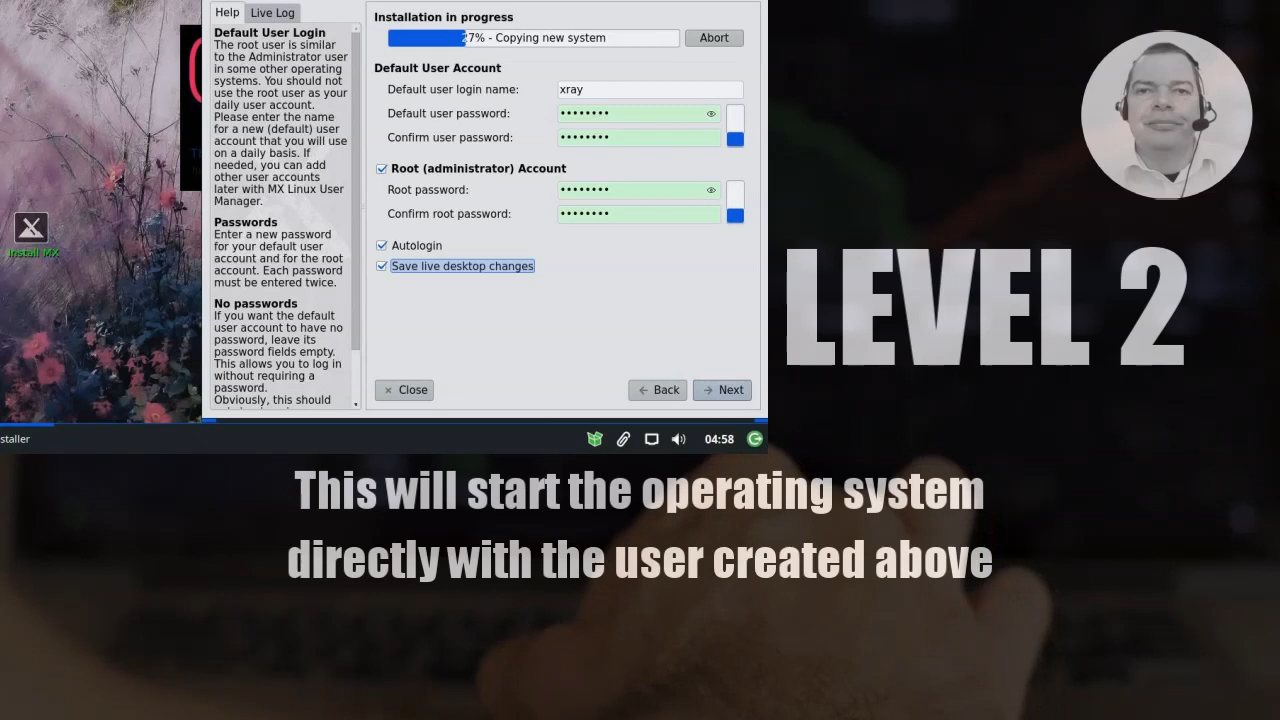 Help
Live Log
Default User Login
The root user is similar
to the Administrator user
in some other operating
systems. You should not
use the root user as your
daily user account.
Please enter the name
for a new (default) user
account that you will use
on a daily basis. If
needed, you can add
other user accounts
later with MX Linux User
Manager.
Passwords
Enter a new password
for your default user
account and for the root
account. Each password
must be entered twice.
No passwords
If you want the default
user account to have no
password, leave its
password fields empty.
This allows you to log in
without requiring a
password.
Obviously, this should
Installation in progress
27% - Copying new system
Abort
Default User Account
Default user login name:
xray
Default user password:
••••••••
Confirm user password:
••••••••
Root (administrator) Account
Root password:
••••••••
Confirm root password:
••••••••
Autologin
Save live desktop changes
Close
Back
Next
Install MX
staller
04:58
LEVEL 2
This will start the operating system
directly with the user created above